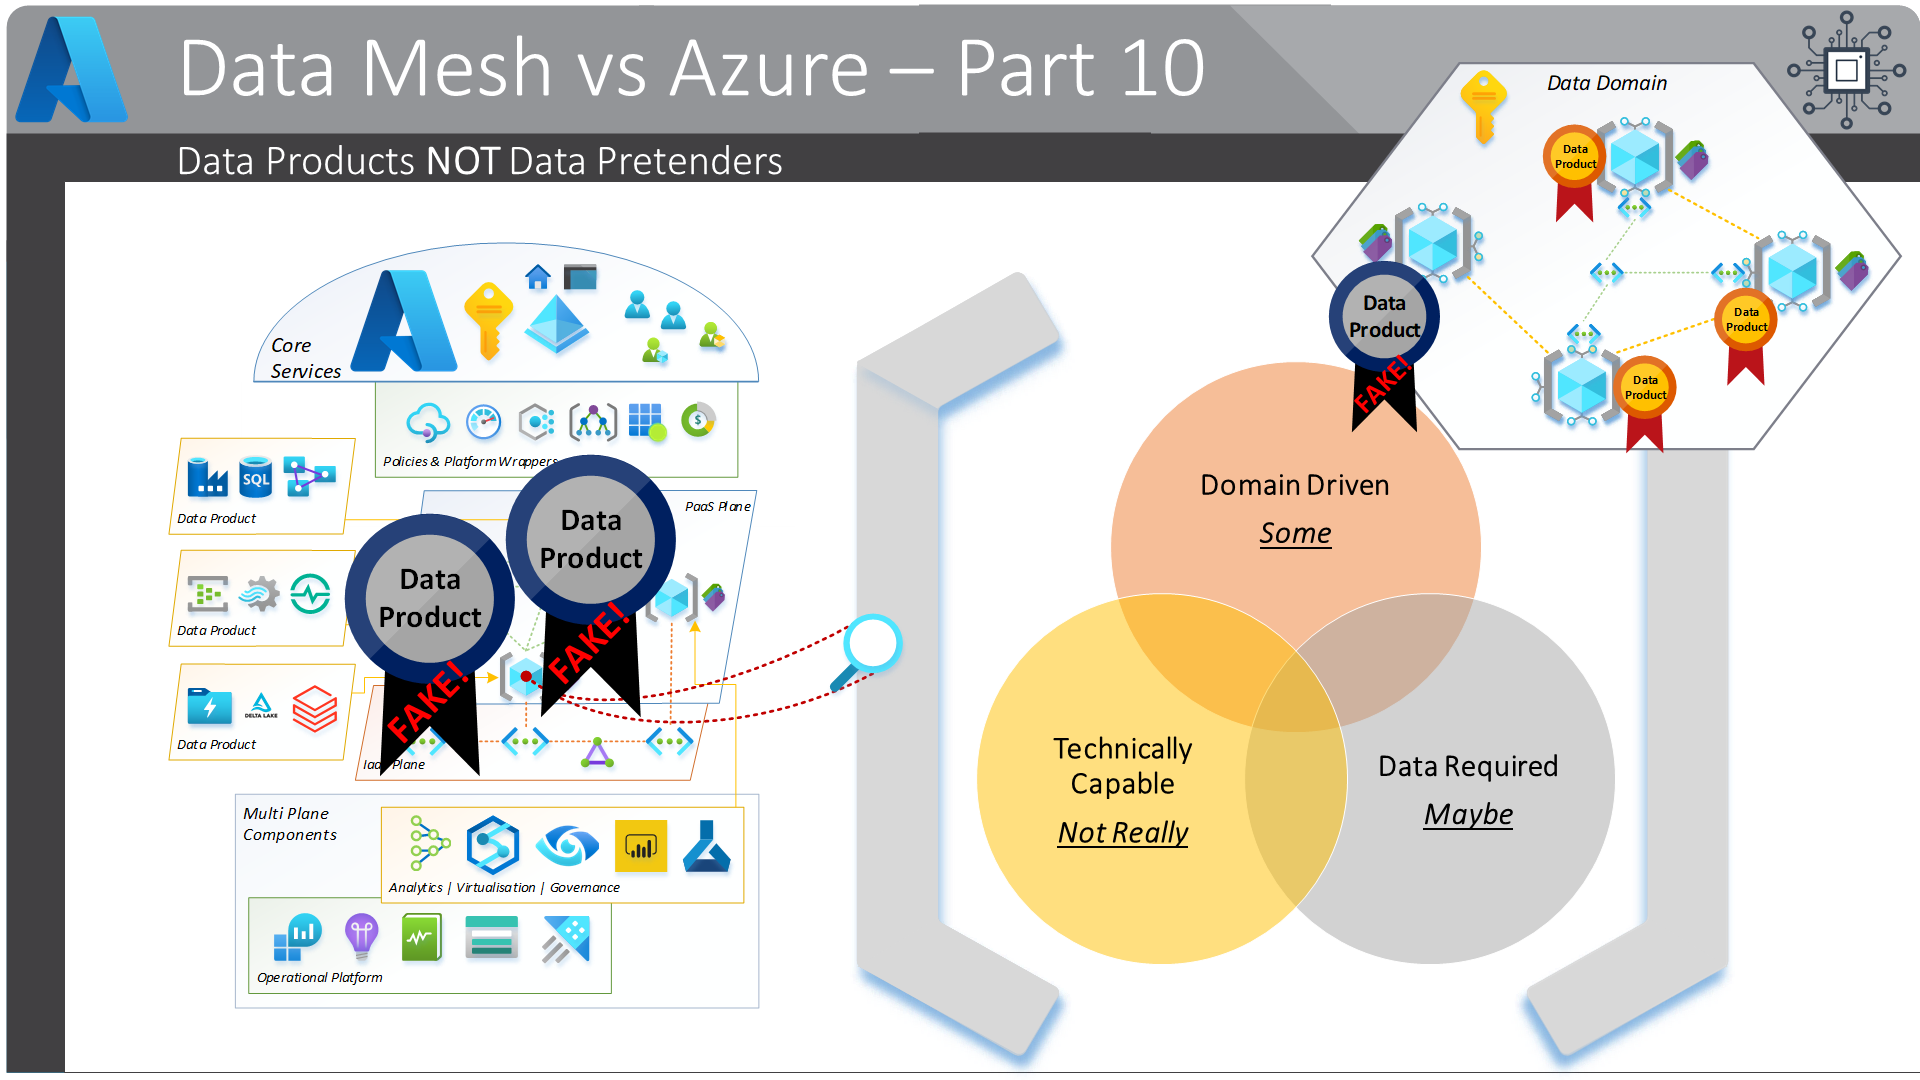 Data Mesh vs Azure – Part 10
Data Products NOT Data Pretenders
Data Domain
Data
Product
Data
Product
FAKE!
Data
Product
Data
Product
Core
Services
Policies & Platform Wrappers
Data Product
Data Product
Data Product
SQL
DELTA LAKE
PaaS Plane
Data
Product
FAKE!
Data
Product
FAKE!
IaaS Plane
Multi Plane
Components
Analytics | Virtualisation | Governance
Operational Platform
Domain Driven
Some
Technically
Capable
Not Really
Data Required
Maybe